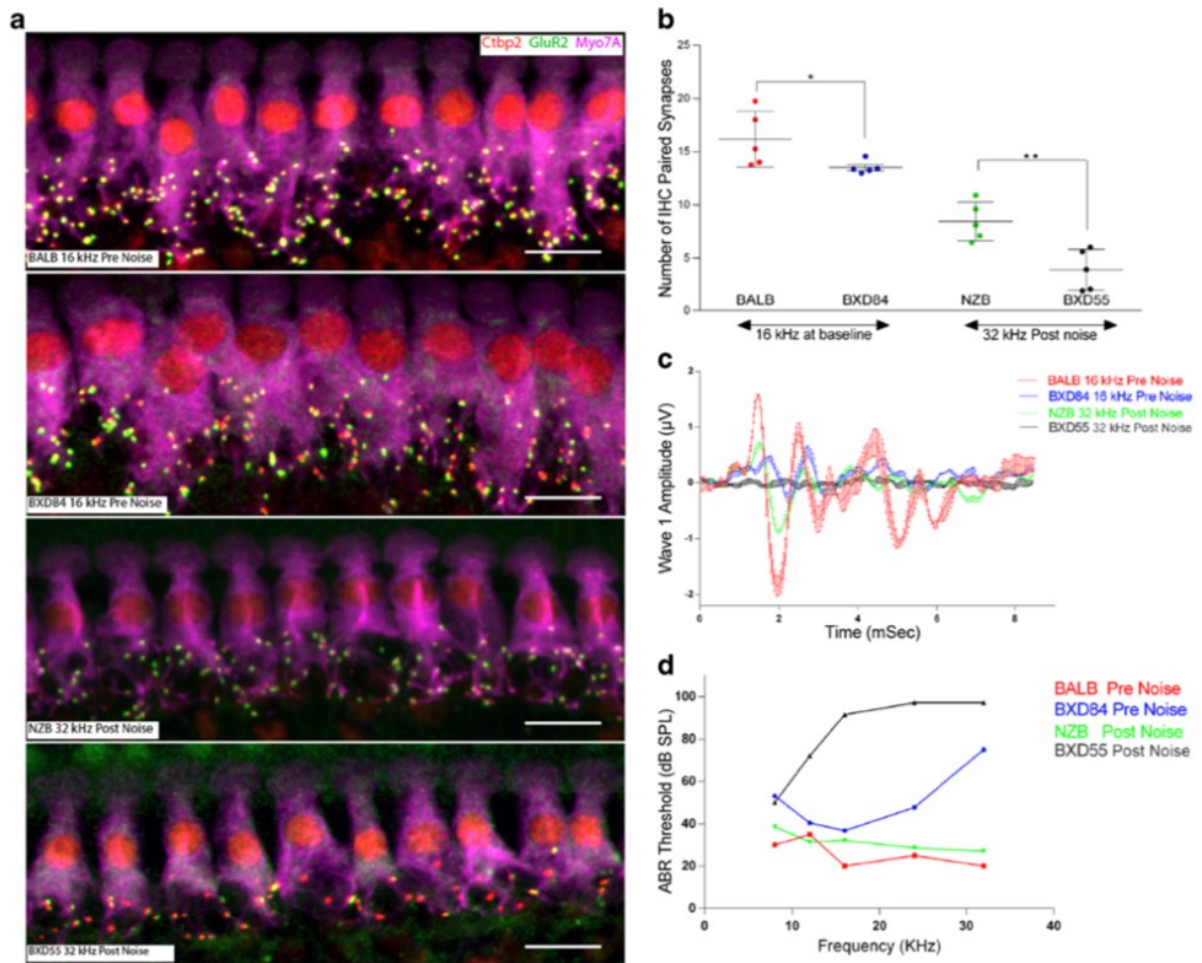 a
Ctbp2 GluR2 Myo7A
BALB 16 kHz Pre Noise
BXD84 16 kHz Pre Noise
NZB 32 kHz Post Noise
BXD55 32 kHz Post Noise
b
Number of IHC Paired Synapses
25
20
15
10
5
0
*
**
BALB BXD84 NZB BXD55
16 kHz at baseline 32 kHz Post noise
c
Wave 1 Amplitude (µV)
2
1
0
-1
-2
0 2 4 6 8
Time (mSec)
BALB 16 kHz Pre Noise
BXD84 16 kHz Pre Noise
NZB 32 kHz Post Noise
BXD55 32 kHz Post Noise
d
ABR Threshold (dB SPL)
100
80
60
40
20
0
0 10 20 30 40
Frequency (KHz)
BALB Pre Noise
BXD84 Pre Noise
NZB Post Noise
BXD55 Post Noise